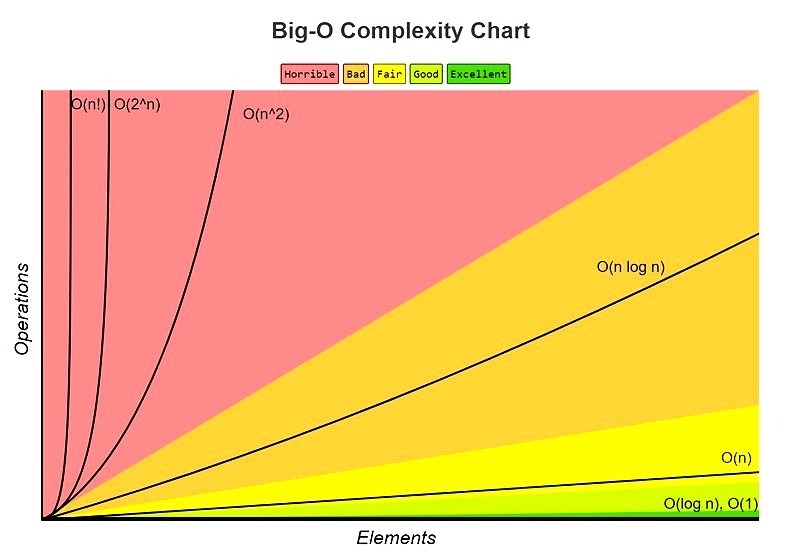 Big-O Complexity Chart
Horrible Bad Fair Good Excellent
O(n!) O(2^n)
O(n^2)
O(n log n)
O(n)
O(log n), O(1)
Operations
Elements